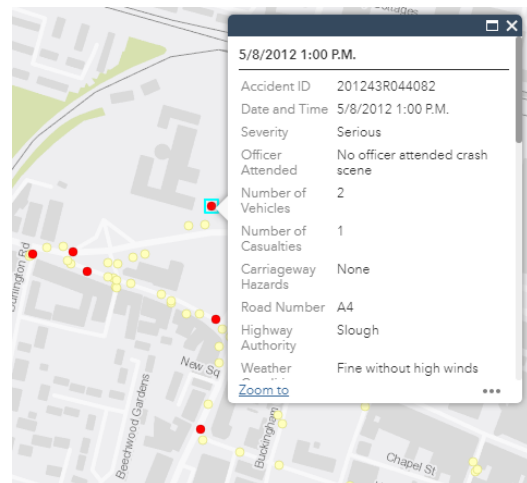 Cottages
5/8/2012 1:00 P.M.
Accident ID 201243R044082
Date and Time 5/8/2012 1:00 P.M.
Severity Serious
Officer No officer attended crash
Attended scene
Number of 2
Vehicles
Number of 1
Casualties
Carriageway None
Hazards
Road Number A4
Highway Slough
Authority
Weather Fine without high winds
Zoom to
New Sq
Beechwood Gardens
Buckingham
Chapel St